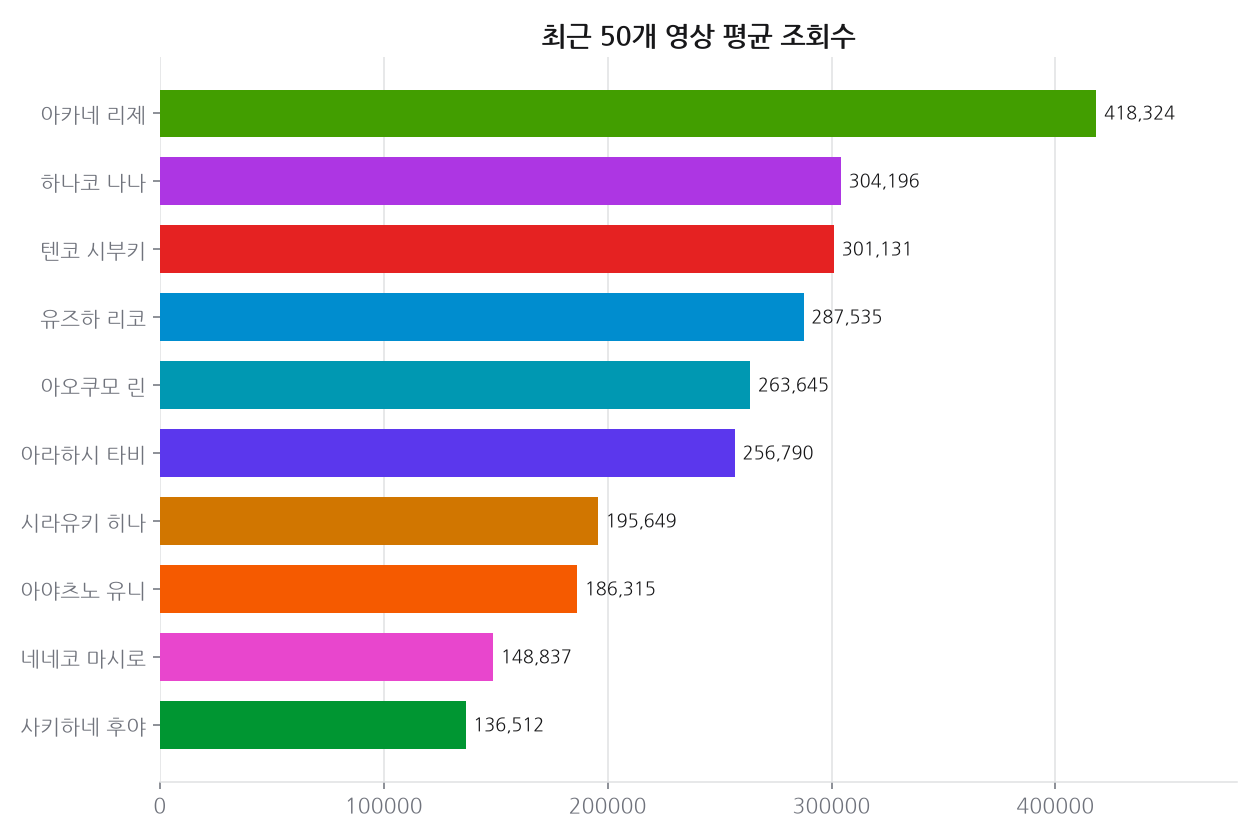 최근 50개 영상 평균 조회수
아카네 리제 418,324
하나코 나나 304,196
텐코 시부키 301,131
유즈하 리코 287,535
아오쿠모 린 263,645
아라하시 타비 256,790
시라유키 히나 195,649
아야츠노 유니 186,315
네네코 마시로 148,837
사키하네 후야 136,512
0 100000 200000 300000 400000